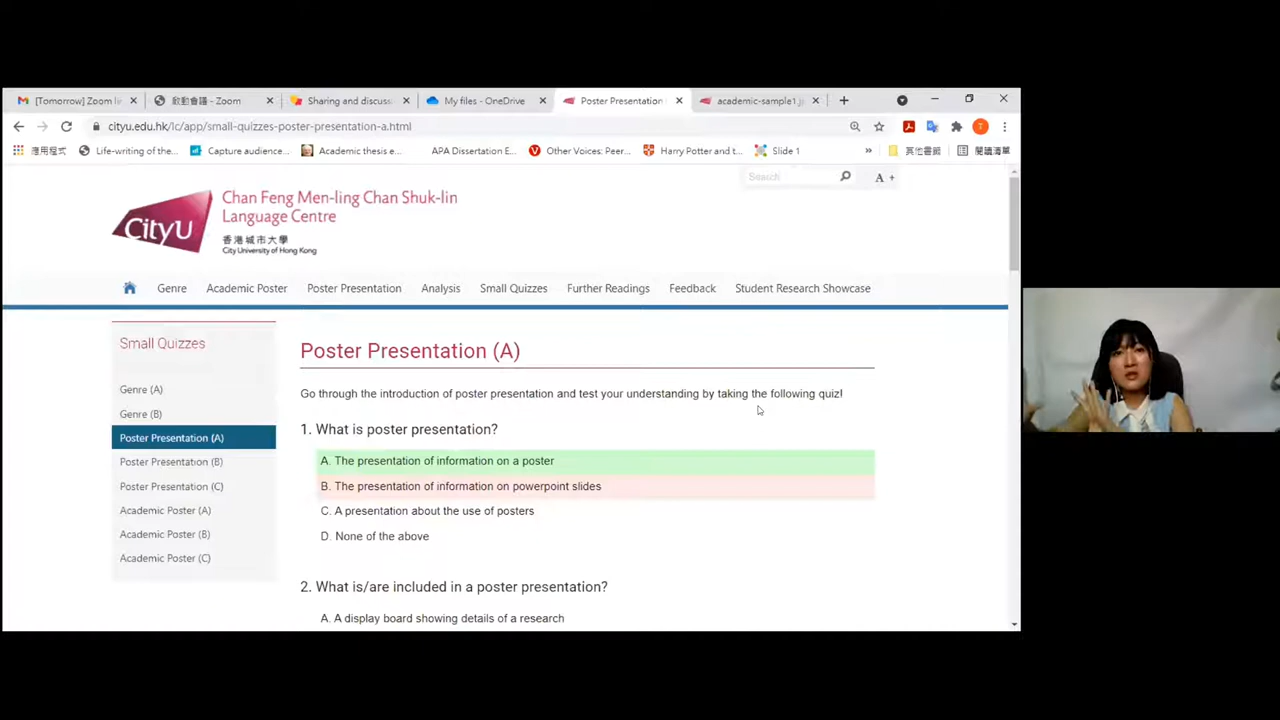 [Tomorrow] Zoom li
啟動會議 - Zoom
Sharing and discuss
My files - OneDrive
Poster Presentation
academic-sample1.j
cityu.edu.hk/lc/app/small-quizzes-poster-presentation-a.html
T
應用程式
Life-writing of the...
Capture audience...
Academic thesis e...
APA Dissertation E...
Other Voices: Peer...
Harry Potter and t...
Slide 1
»
其他書籤
閱讀清單
Search
A +
CityU
Chan Feng Men-ling Chan Shuk-lin
Language Centre
香港城市大學
City University of Hong Kong
Genre
Academic Poster
Poster Presentation
Analysis
Small Quizzes
Further Readings
Feedback
Student Research Showcase
Small Quizzes
Genre (A)
Genre (B)
Poster Presentation (A)
Poster Presentation (B)
Poster Presentation (C)
Academic Poster (A)
Academic Poster (B)
Academic Poster (C)
Poster Presentation (A)
Go through the introduction of poster presentation and test your understanding by taking the following quiz!
1. What is poster presentation?
A. The presentation of information on a poster
B. The presentation of information on powerpoint slides
C. A presentation about the use of posters
D. None of the above
2. What is/are included in a poster presentation?
A. A display board showing details of a research